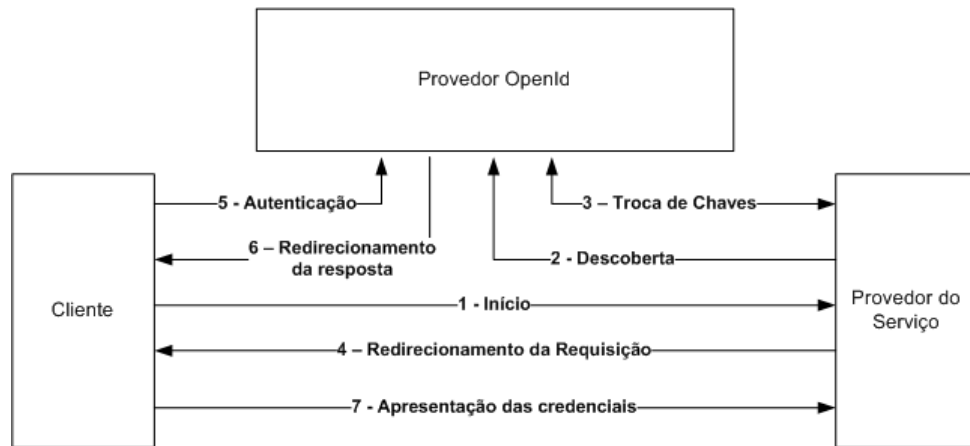 Provedor OpenId
5 - Autenticação
3 – Troca de Chaves
6 – Redirecionamento
da resposta
2 - Descoberta
Cliente
1 - Início
Provedor do
Serviço
4 – Redirecionamento da Requisição
7 - Apresentação das credenciais